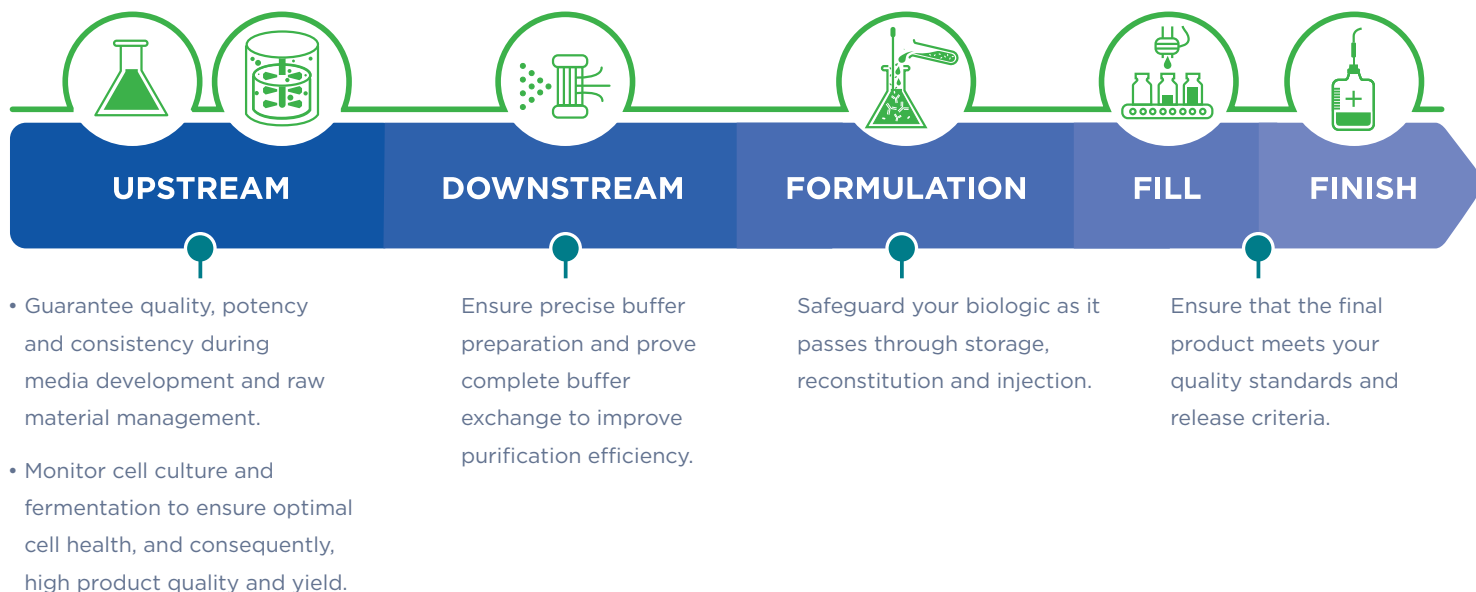 UPSTREAM
DOWNSTREAM
FORMULATION
FILL
FINISH
• Guarantee quality, potency
and consistency during
media development and raw
material management.
• Monitor cell culture and
fermentation to ensure optimal
cell health, and consequently,
high product quality and yield.
Ensure precise buffer
preparation and prove
complete buffer
exchange to improve
purification efficiency.
Safeguard your biologic as it
passes through storage,
reconstitution and injection.
Ensure that the final
product meets your
quality standards and
release criteria.